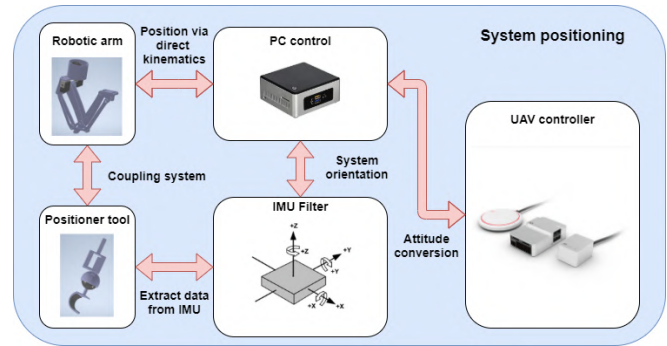 System positioning
Robotic arm
Position via
direct
kinematics
PC control
UAV controller
Coupling system
System
orientation
Positioner tool
IMU Filter
Attitude
conversion
Extract data
from IMU
+Z
+Z
+Y
+Y
+X
+X